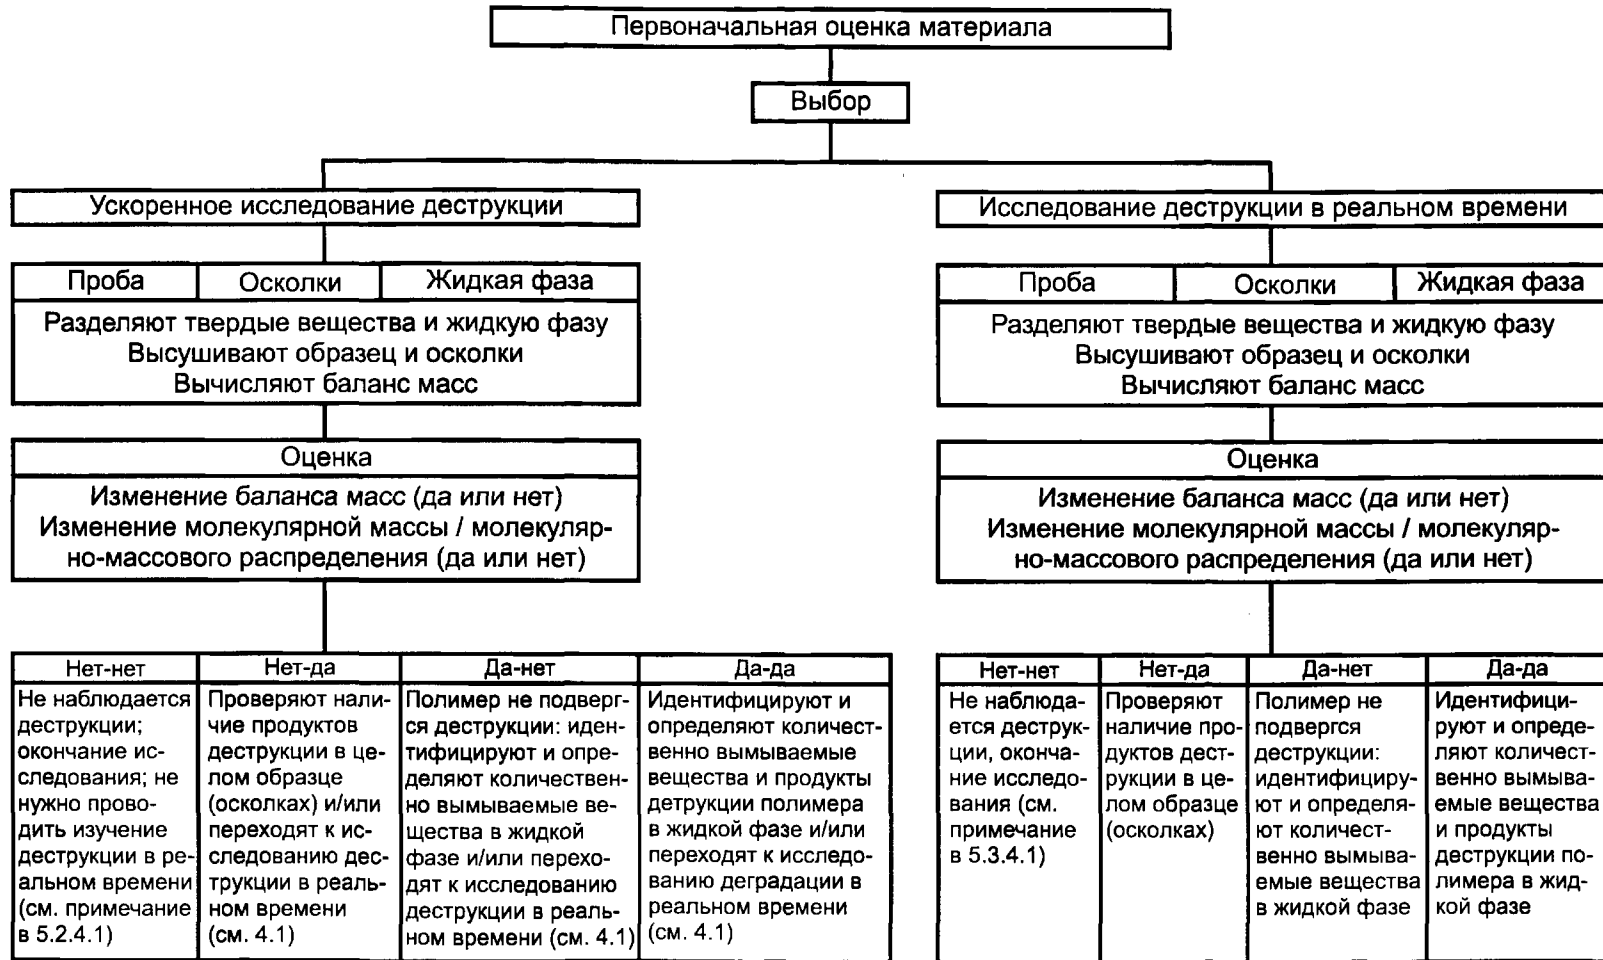 Первоначальная оценка материала
Выбор
Ускоренное исследование деструкции
Проба
Осколки
Жидкая фаза
Разделяют твердые вещества и жидкую фазу
Высушивают образец и осколки
Вычисляют баланс масс
Оценка
Изменение баланса масс (да или нет)
Изменение молекулярной массы / молекуляр-
но-массового распределения (да или нет)
Нет-нет
Не наблюдается
деструкции;
окончание ис-
следования; не
нужно прово-
дить изучение
деструкции в ре-
альном времени
(см. примечание
в 5.2.4.1)
Нет-да
Проверяют нали-
чие продуктов
деструкции в це-
лом образце
(осколках) и/или
переходят к ис-
следованию дес-
трукции в реаль-
ном времени
(см. 4.1)
Да-нет
Полимер не подверг-
ся деструкции: иден-
тифицируют и опре-
деляют количествен-
но вымываемые ве-
щества в жидкой
фазе и/или перехо-
дят к исследованию
деструкции в реаль-
ном времени (см. 4.1)
Да-да
Идентифицируют и
определяют количест-
венно вымываемые
вещества и продукты
детрукции полимера
в жидкой фазе и/или
переходят к исследо-
ванию деградации в
реальном времени
(см. 4.1)
Исследование деструкции в реальном времени
Проба
Осколки
Жидкая фаза
Разделяют твердые вещества и жидкую фазу
Высушивают образец и осколки
Вычисляют баланс масс
Оценка
Изменение баланса масс (да или нет)
Изменение молекулярной массы / молекуляр-
но-массового распределения (да или нет)
Нет-нет
Не наблюда-
ется деструк-
ции, оконча-
ние исследо-
вания (см.
примечание
в 5.3.4.1)
Нет-да
Проверяют
наличие про-
дуктов дест-
рукции в це-
лом образце
(осколках)
Да-нет
Полимер не
подвергся
деструкции:
идентифициру-
ют и определя-
ют количест-
венно вымыва-
емые вещества
в жидкой фазе
Да-да
Идентифици-
руют и опреде-
ляют количест-
венно вымыва-
емые вещества
и продукты
деструкции по-
лимера в жид-
кой фазе